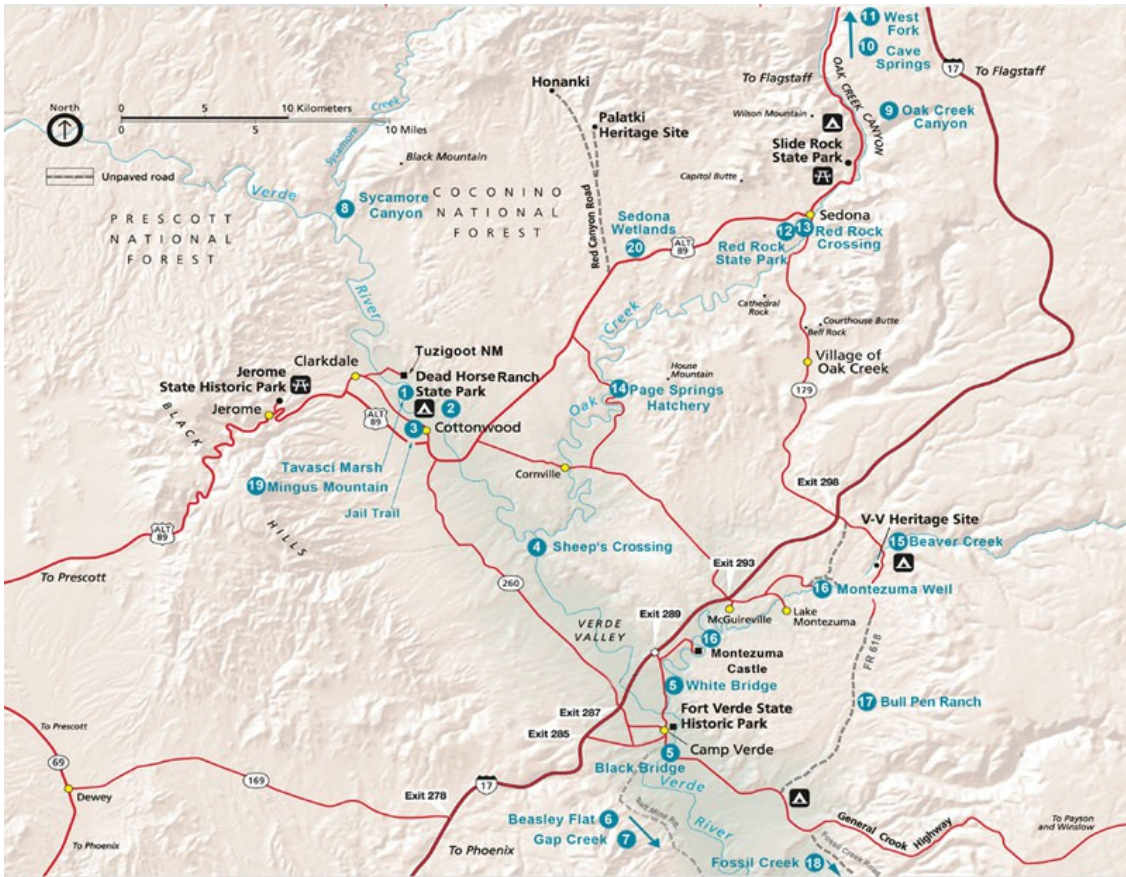 11 West
Fork
10 Cave
Springs
17
To Flagstaff
To Flagstaff
OAK CREEK CANYON
9 Oak Creek
Canyon
Honanki
Palatki
Heritage Site
Wilson Mountain
Slide Rock
State Park
Capitol Butte
North
0 5 10 Kilometers
0 5 10 Miles
Unpaved road
Sycamore Creek
Black Mountain
Verde
8 Sycamore
Canyon
PRESCOTT
NATIONAL
FOREST
COCONINO
NATIONAL
FOREST
River
Red Canyon Road
Sedona
Wetlands
20
ALT
89
Sedona
12 13 Red Rock
Crossing
Red Rock
State Park
Creek
Cathedral
Rock
Courthouse Butte
Bell Rock
Village of
Oak Creek
179
House
Mountain
14 Page Springs
Hatchery
Oak
Clarkdale
Tuzigoot NM
Dead Horse Ranch
State Park
1
2
3 Cottonwood
Jerome
State Historic Park
Jerome
BLACK
HILLS
ALT
89
Tavasci Marsh
19 Mingus Mountain
Jail Trail
Cornville
ALT
89
To Prescott
4 Sheep's Crossing
260
Exit 298
V-V Heritage Site
15 Beaver Creek
Exit 293
16 Montezuma Well
McGuireville
Lake
Montezuma
Exit 289
VERDE
VALLEY
16
Montezuma
Castle
FR 618
5 White Bridge
17 Bull Pen Ranch
Fort Verde State
Historic Park
Exit 287
Exit 285
Camp Verde
5
Black Bridge
Verde
River
To Prescott
69
Dewey
169
Exit 278
17
To Phoenix
To Phoenix
Salt Mine Rd.
Beasley Flat 6
Gap Creek 7
General Crook Highway
To Payson
and Winslow
Fossil Creek Road
Fossil Creek 18